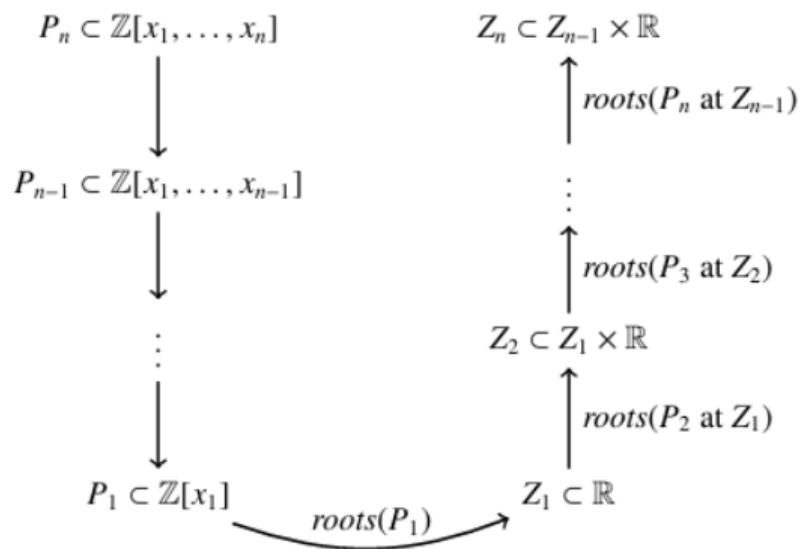 Pₙ ⊂ ℤ[x₁, . . . , xₙ]
Zₙ ⊂ Zₙ₋₁ × ℝ
roots(Pₙ at Zₙ₋₁)
Pₙ₋₁ ⊂ ℤ[x₁, . . . , xₙ₋₁]
⋮
roots(P₃ at Z₂)
⋮
Z₂ ⊂ Z₁ × ℝ
roots(P₂ at Z₁)
P₁ ⊂ ℤ[x₁]
Z₁ ⊂ ℝ
roots(P₁)